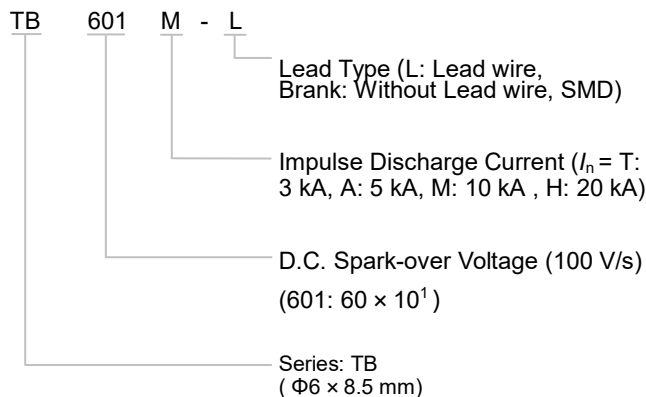 TB 601 M - L
Lead Type (L: Lead wire,
Brank: Without Lead wire, SMD)
Impulse Discharge Current (Iₙ = T:
3 kA, A: 5 kA, M: 10 kA , H: 20 kA)
D.C. Spark-over Voltage (100 V/s)
(601: 60 × 10¹ )
Series: TB
( Φ6 × 8.5 mm)